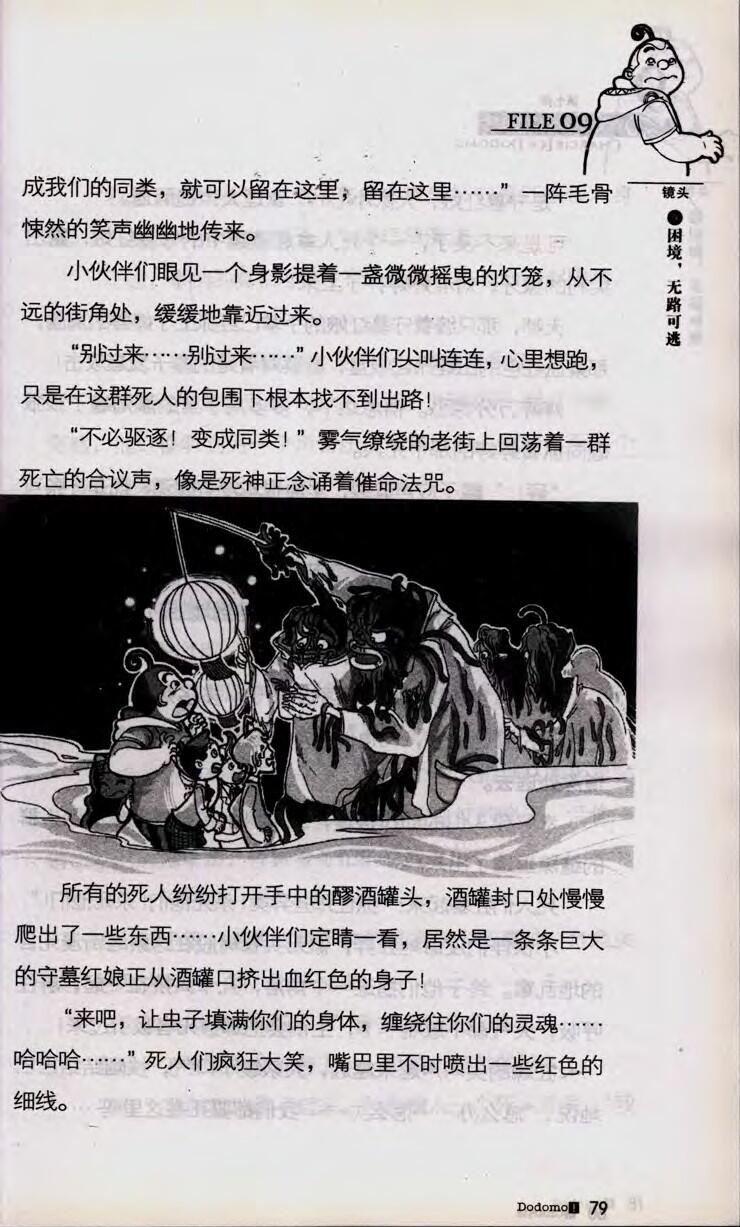 FILE 09
镜头
困境，无路可逃
成我们的同类，就可以留在这里，留在这里……”一阵毛骨
悚然的笑声幽幽地传来。
小伙伴们眼见一个身影提着一盏微微摇曳的灯笼，从不
远的街角处，缓缓地靠近过来。
“别过来……别过来……”小伙伴们尖叫连连，心里想跑，
只是在这群死人的包围下根本找不到出路！
“不必驱逐！变成同类！”雾气缭绕的老街上回荡着一群
死亡的合议声，像是死神正念诵着催命法咒。
所有的死人纷纷打开手中的醪酒罐头，酒罐封口处慢慢
爬出了一些东西……小伙伴们定睛一看，居然是一条条巨大
的守墓红娘正从酒罐口挤出血红色的身子！
“来吧，让虫子填满你们的身体，缠绕住你们的灵魂……
哈哈哈……”死人们疯狂大笑，嘴巴里不时喷出一些红色的
细线。
Dodomo! 79